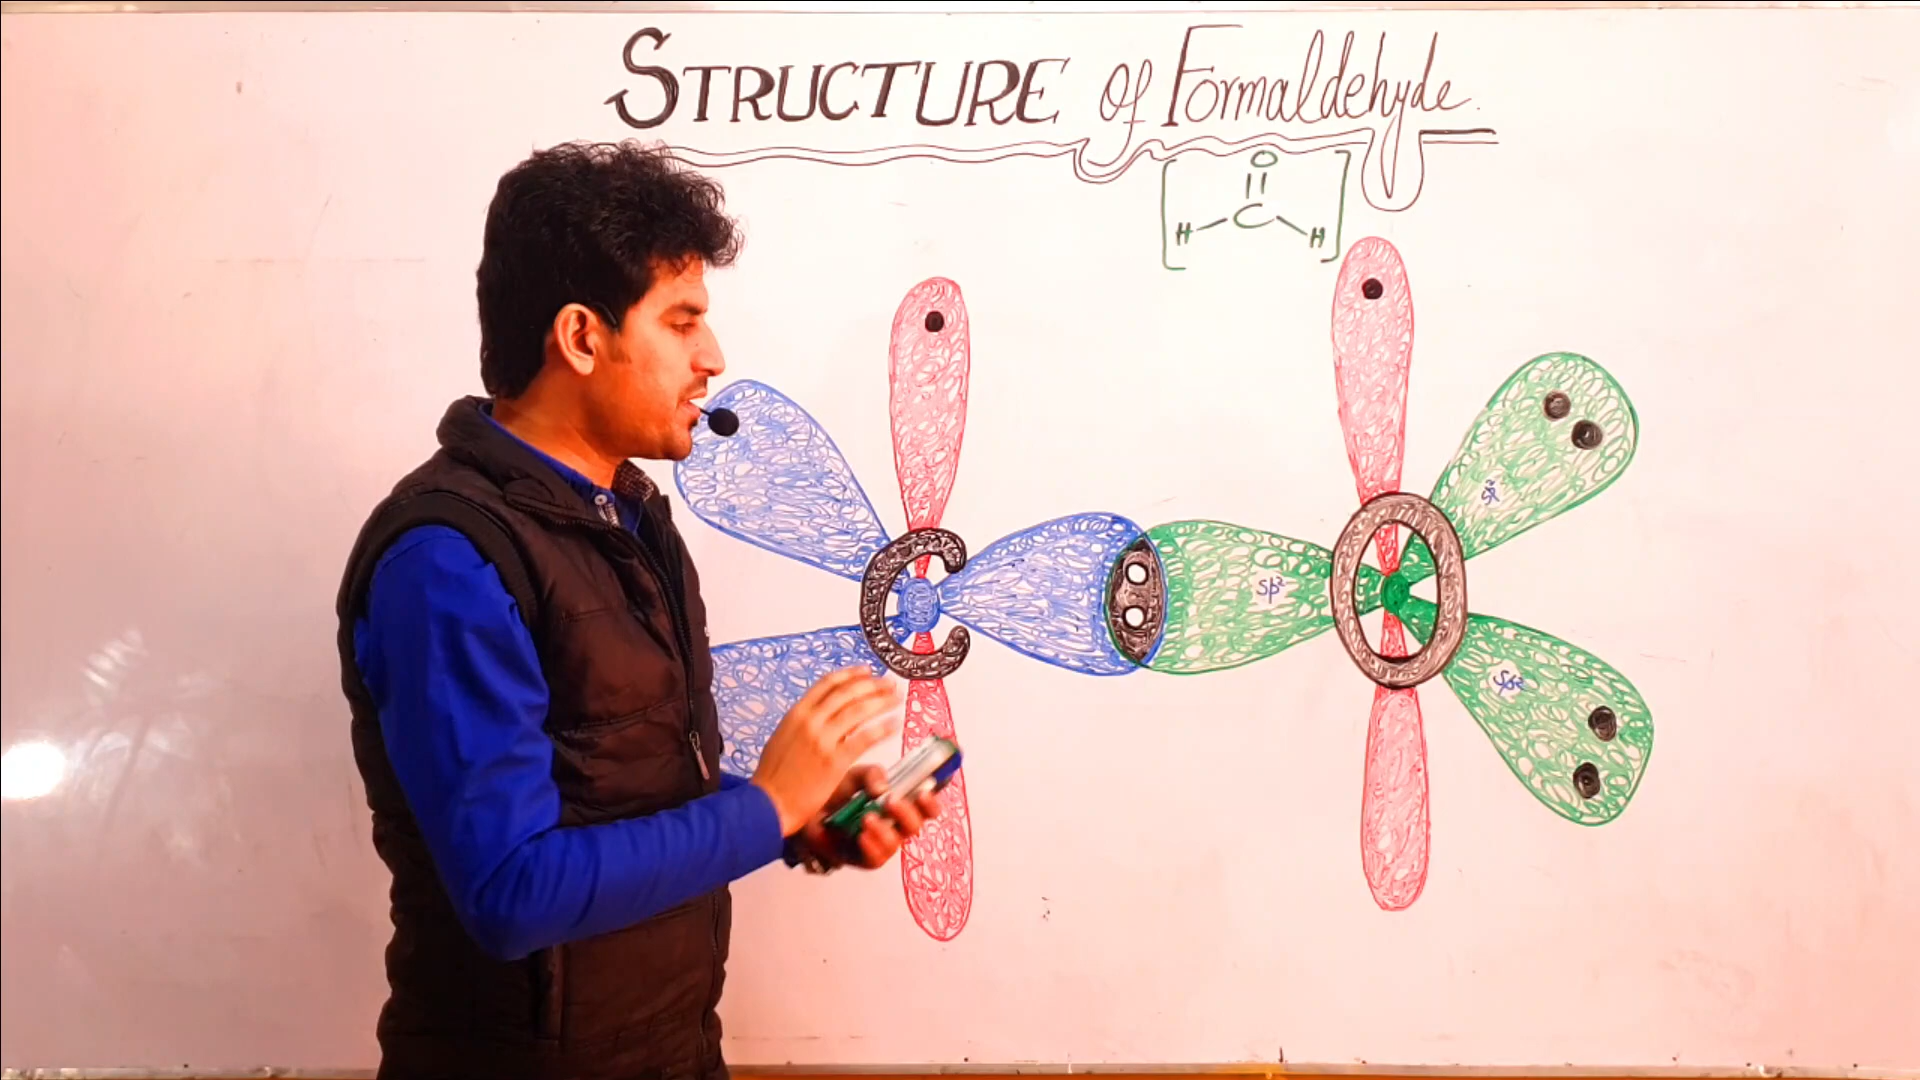 STRUCTURE of Formaldehyde.
O
H C H
sp²
C sp² O
sp²